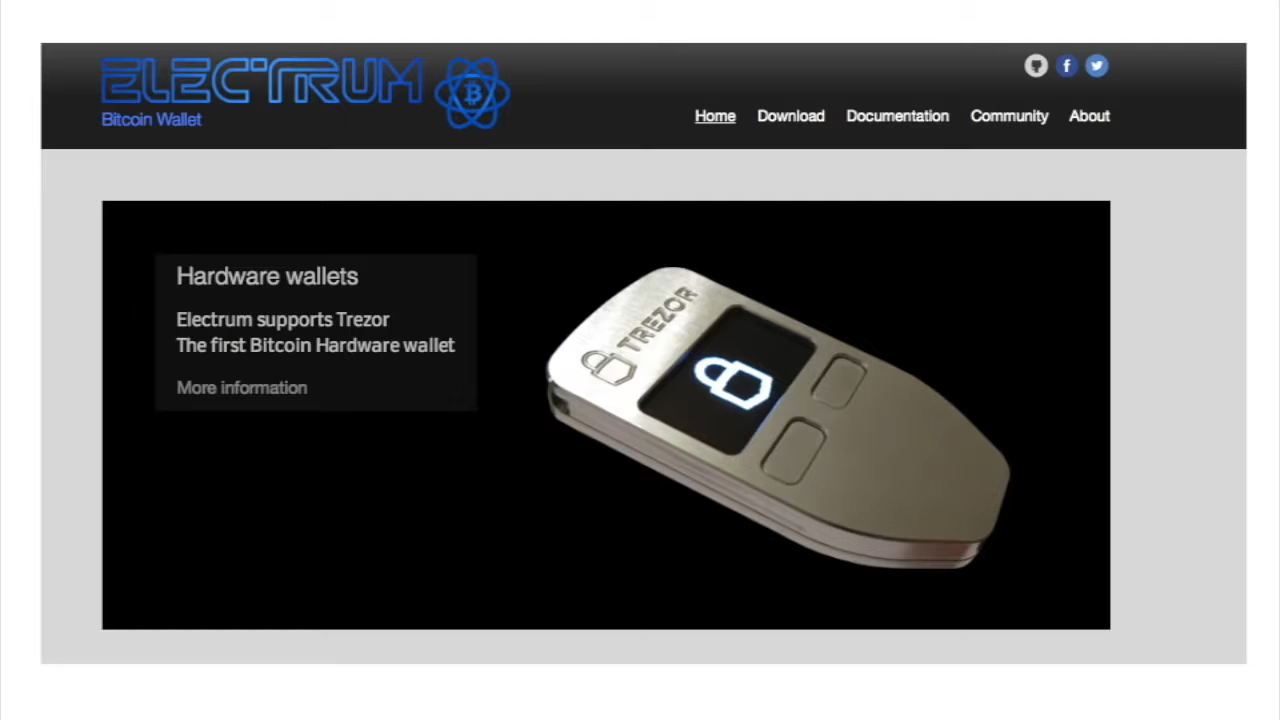 ELECTRUM
Bitcoin Wallet
Home Download Documentation Community About
Hardware wallets
Electrum supports Trezor
The first Bitcoin Hardware wallet
More information
TREZOR